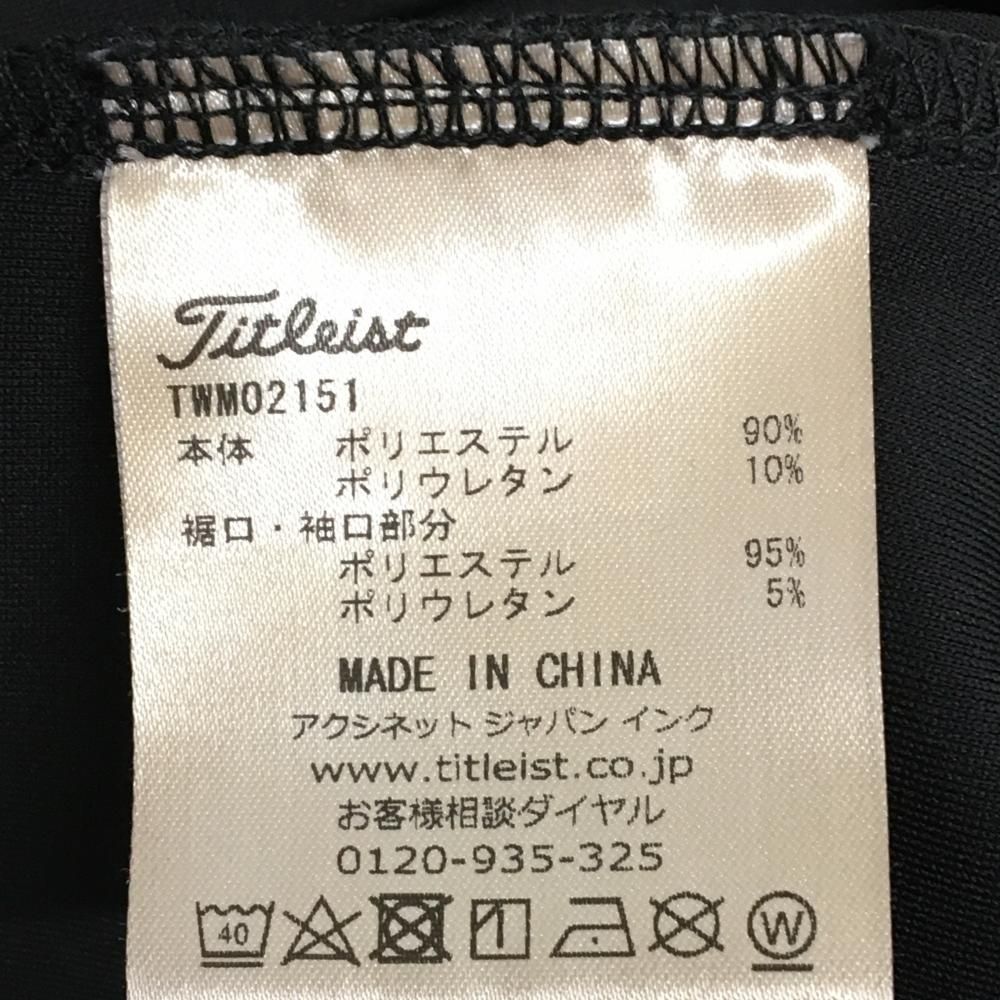 Titleist
TWM02151
本体 ポリエステル 90%
ポリウレタン 10%
裾口・袖口部分
ポリエステル 95%
ポリウレタン 5%
MADE IN CHINA
アクシネット ジャパン インク
www.titleist.co.jp
お客様相談ダイヤル
0120-935-325
40 W